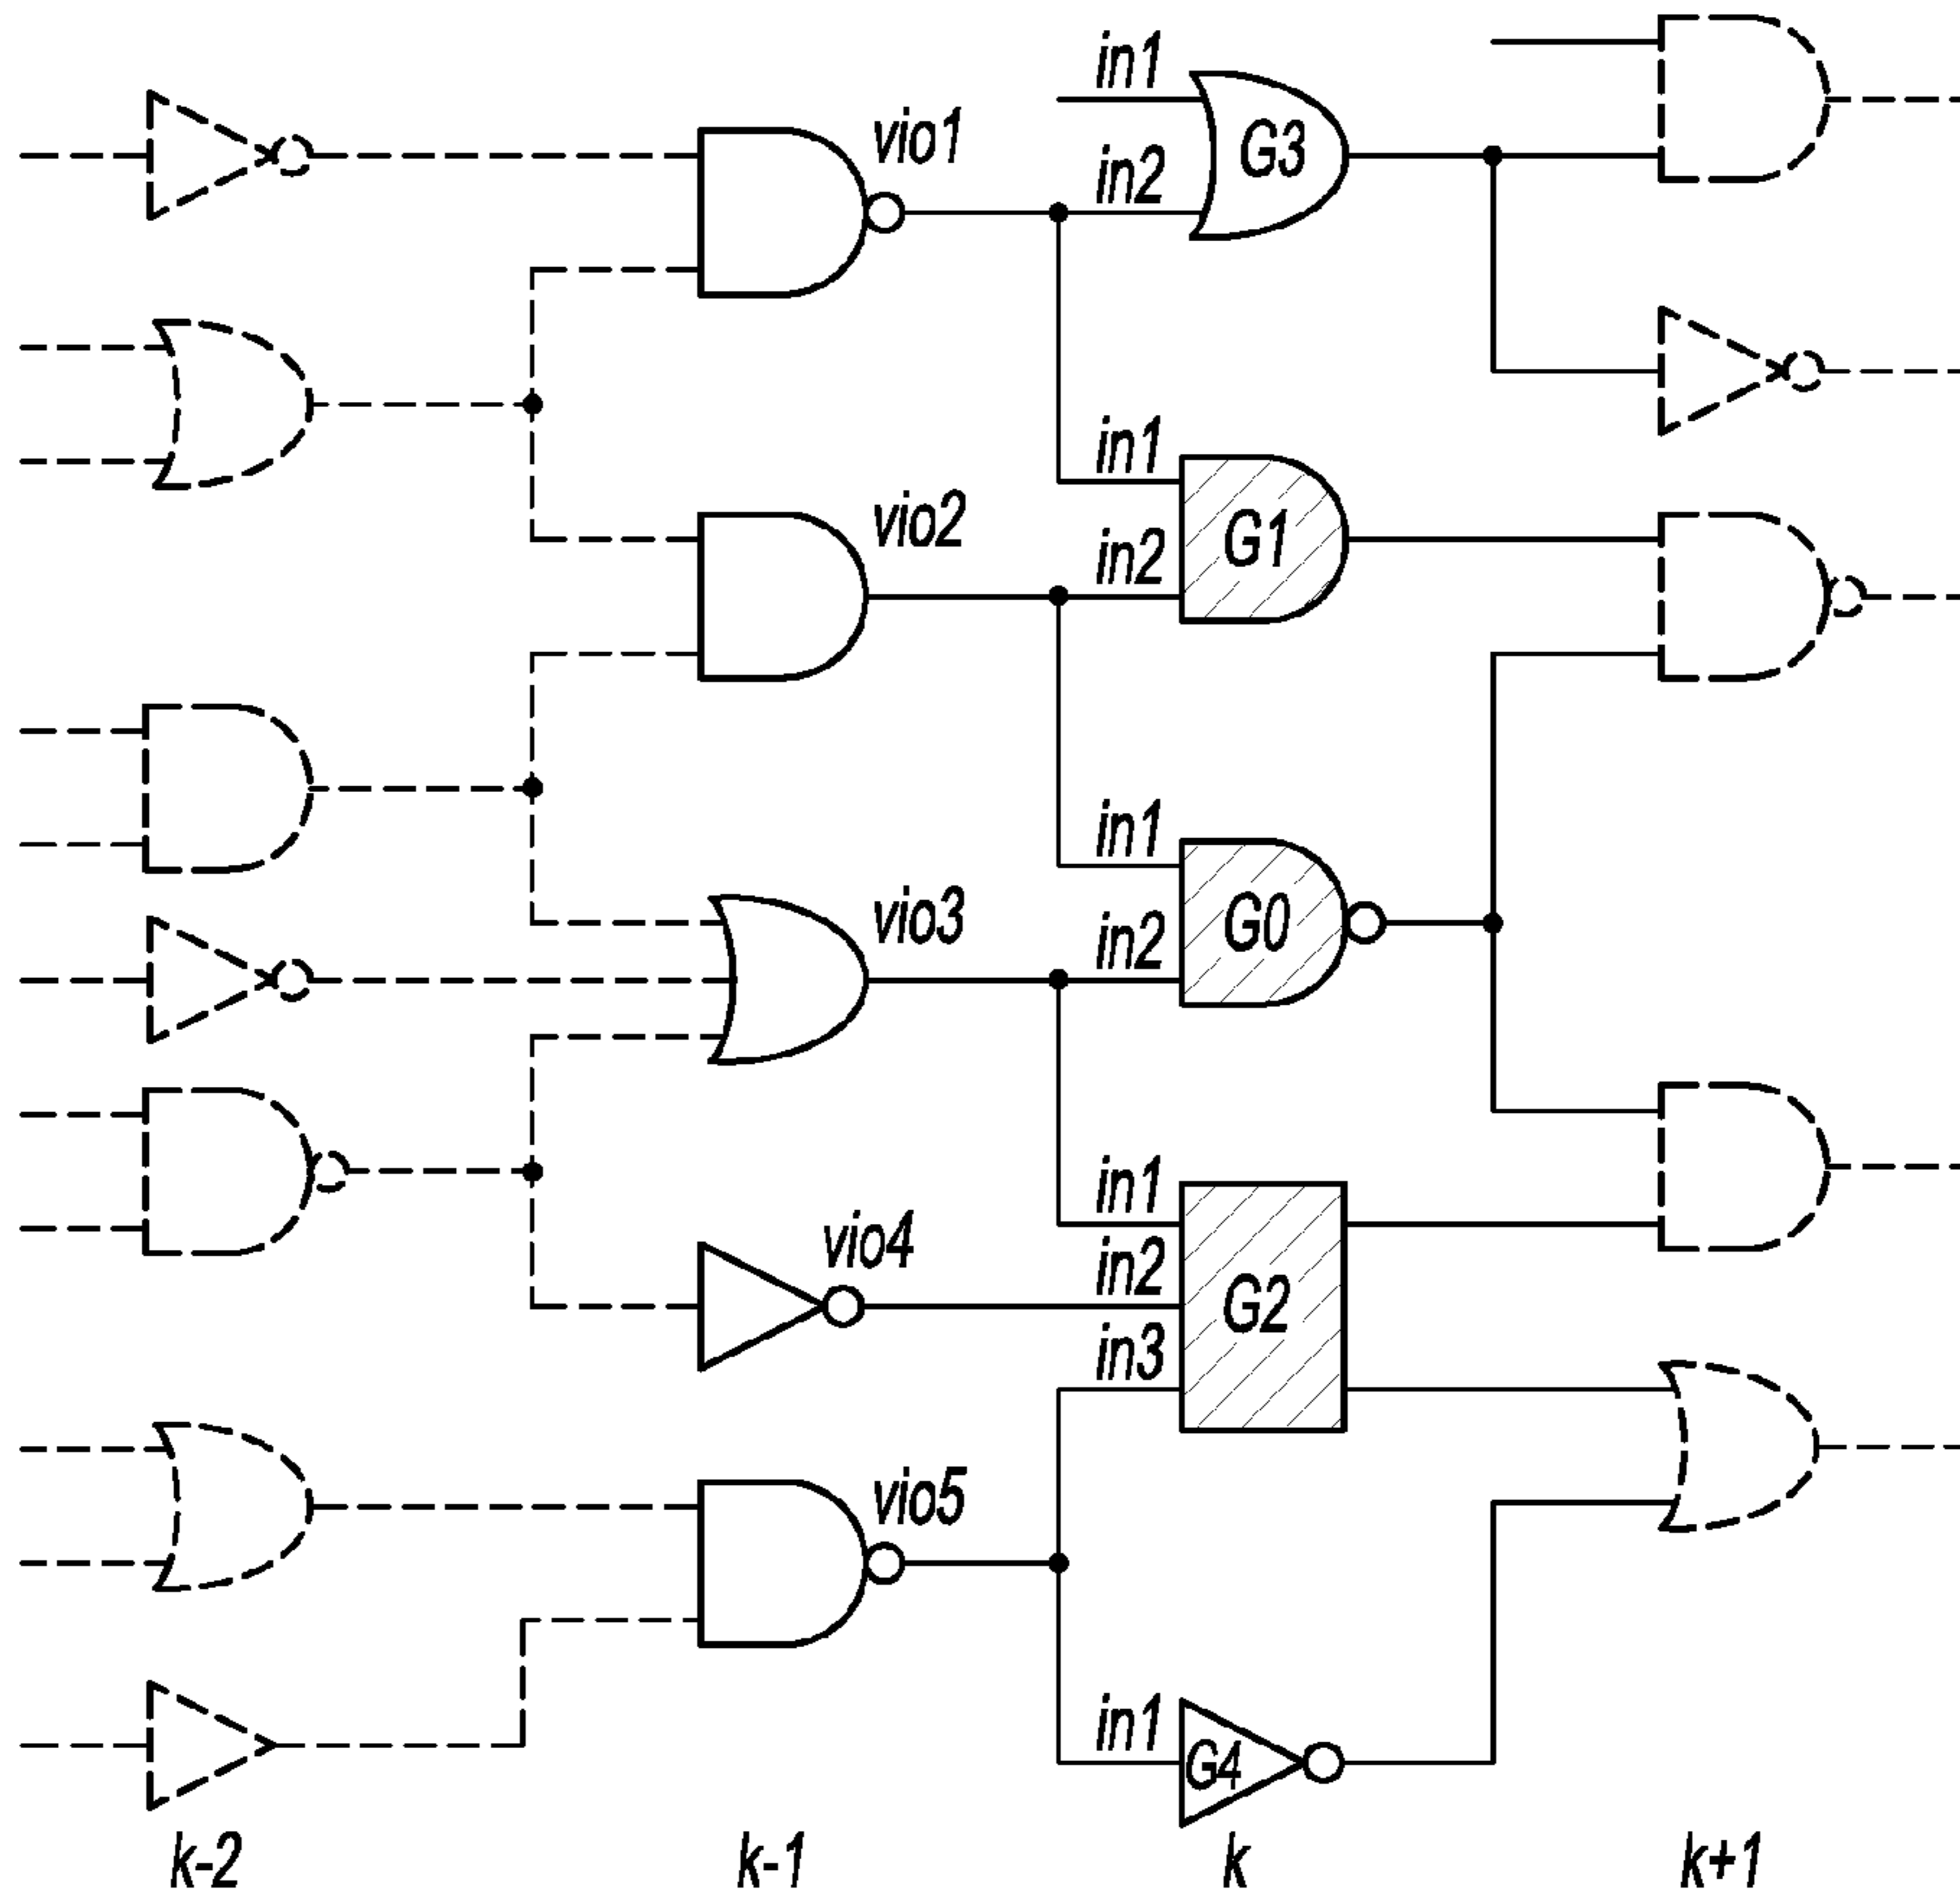 in1
vio1
G3
in2
in1
vio2
G1
in2
in1
vio3
G0
in2
in1
vio4
in2
G2
in3
vio5
in1
G4
k-2 k-1 k k+1